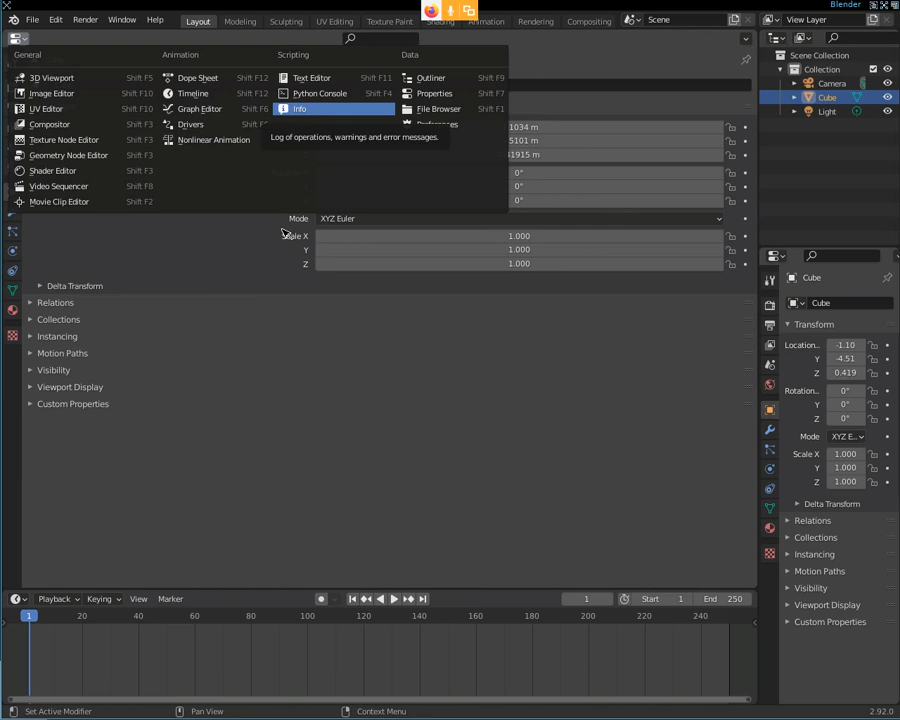 Blender
File Edit Render Window Help Layout Modeling Sculpting UV Editing Texture Paint Animation Rendering Compositing Scene View Layer
General Animation Scripting Data
3D Viewport Shift F5 Dope Sheet Shift F12 Text Editor Shift F11 Outliner Shift F9
Image Editor Shift F10 Timeline Shift F12 Python Console Shift F4 Properties Shift F7
UV Editor Shift F10 Graph Editor Shift F6 Info File Browser Shift F1
Compositor Shift F3 Drivers
Texture Node Editor Shift F3 Nonlinear Animation Log of operations, warnings and error messages.
Geometry Node Editor Shift F3
Shader Editor Shift F3
Video Sequencer Shift F8
Movie Clip Editor Shift F2
0°
0°
0°
Mode XYZ Euler
1.000
Y 1.000
Z 1.000
Delta Transform
Relations
Collections
Instancing
Motion Paths
Visibility
Viewport Display
Custom Properties
Scene Collection
Collection
Camera
Cube
Light
Cube
Cube
Transform
Location... -1.10
Y -4.51
Z 0.419
Rotation... 0°
Y 0°
Z 0°
Mode XYZ E...
Scale X 1.000
Y 1.000
Z 1.000
Delta Transform
Relations
Collections
Instancing
Motion Paths
Visibility
Viewport Display
Custom Properties
Playback Keying View Marker 1 Start 1 End 250
1 20 40 60 80 100 120 140 160 180 200 220 240
Set Active Modifier Pan View Context Menu 2.92.0